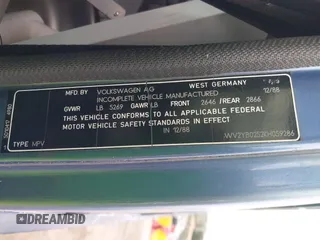 MFD BY VOLKSWAGEN AG WEST GERMANY
INCOMPLETE VEHICLE MANUFACTURED 12/88
GVWR LB 5269 GAWR LB FRONT 2646 /REAR 2866
THIS VEHICLE CONFORMS TO ALL APPLICABLE FEDERAL
MOTOR VEHICLE SAFETY STANDARDS IN EFFECT
IN 12/88
TYPE MPV
DREAMBID